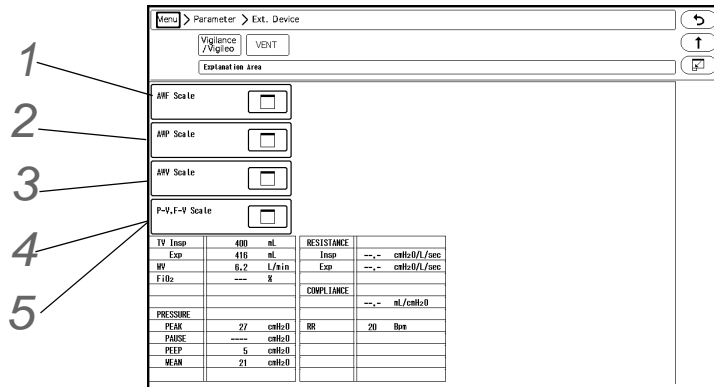 Menu > Parameter > Ext. Device
Vigilance
/Vigileo
VENT
Explanation Area
1
AWF Scale
2
AWP Scale
3
AWV Scale
4
P-V,F-V Scale
5
TV Insp 400 mL RESISTANCE
Exp 416 mL Insp --.- cmH₂O/L/sec
MV 6.2 L/min Exp --.- cmH₂O/L/sec
FiO₂ --- %
COMPLIANCE
--.- mL/cmH₂O
PRESSURE
PEAK 27 cmH₂O RR 20 Bpm
PAUSE ---- cmH₂O
PEEP 5 cmH₂O
MEAN 21 cmH₂O